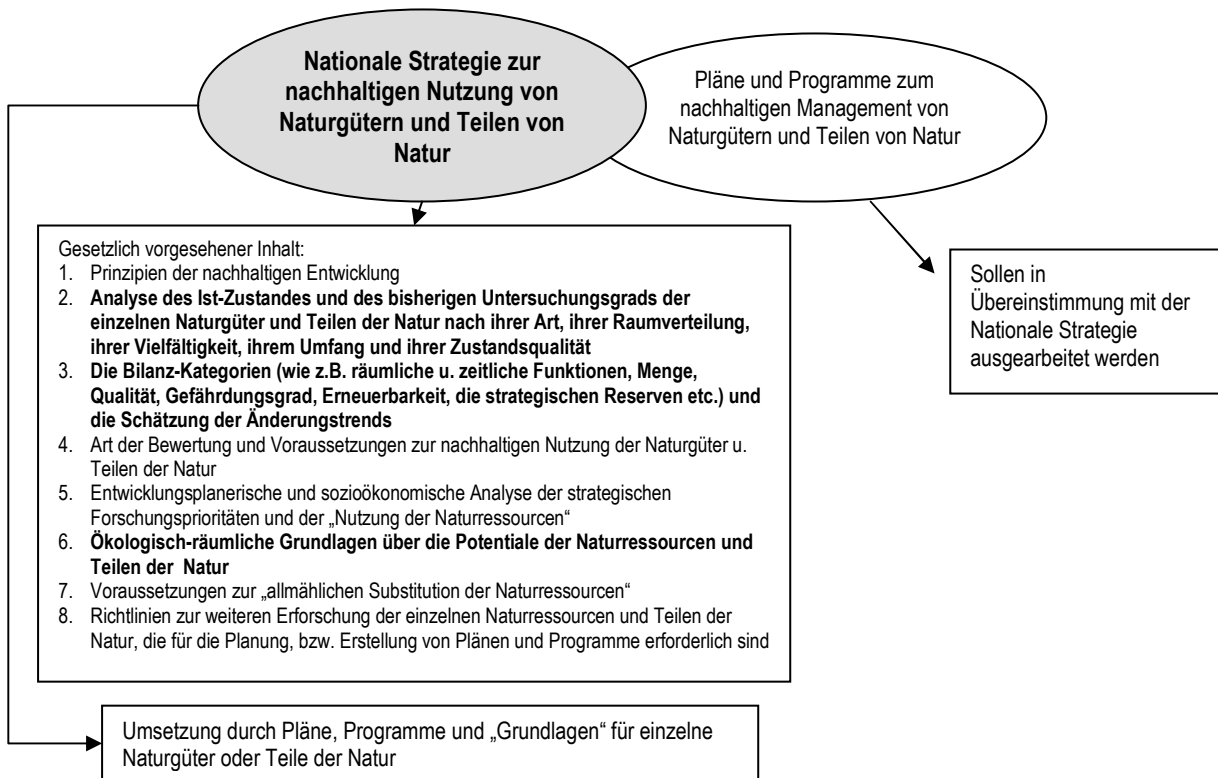 Nationale Strategie zur
nachhaltigen Nutzung von
Naturgütern und Teilen von
Natur
Pläne und Programme zum
nachhaltigen Management von
Naturgütern und Teilen von Natur
Gesetzlich vorgesehener Inhalt:
1. Prinzipien der nachhaltigen Entwicklung
2. Analyse des Ist-Zustandes und des bisherigen Untersuchungsgrads der
einzelnen Naturgüter und Teilen der Natur nach ihrer Art, ihrer Raumverteilung,
ihrer Vielfältigkeit, ihrem Umfang und ihrer Zustandsqualität
3. Die Bilanz-Kategorien (wie z.B. räumliche u. zeitliche Funktionen, Menge,
Qualität, Gefährdungsgrad, Erneuerbarkeit, die strategischen Reserven etc.) und
die Schätzung der Änderungstrends
4. Art der Bewertung und Voraussetzungen zur nachhaltigen Nutzung der Naturgüter u.
Teilen der Natur
5. Entwicklungsplanerische und sozioökonomische Analyse der strategischen
Forschungsprioritäten und der „Nutzung der Naturressourcen“
6. Ökologisch-räumliche Grundlagen über die Potentiale der Naturressourcen und
Teilen der Natur
7. Voraussetzungen zur „allmählichen Substitution der Naturressourcen“
8. Richtlinien zur weiteren Erforschung der einzelnen Naturressourcen und Teilen der
Natur, die für die Planung, bzw. Erstellung von Plänen und Programme erforderlich sind
Sollen in
Übereinstimmung mit der
Nationale Strategie
ausgearbeitet werden
Umsetzung durch Pläne, Programme und „Grundlagen“ für einzelne
Naturgüter oder Teile der Natur